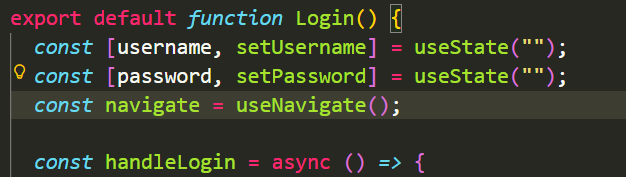 export default function Login() {
const [username, setUsername] = useState("");
const [password, setPassword] = useState("");
const navigate = useNavigate();
const handleLogin = async () => {